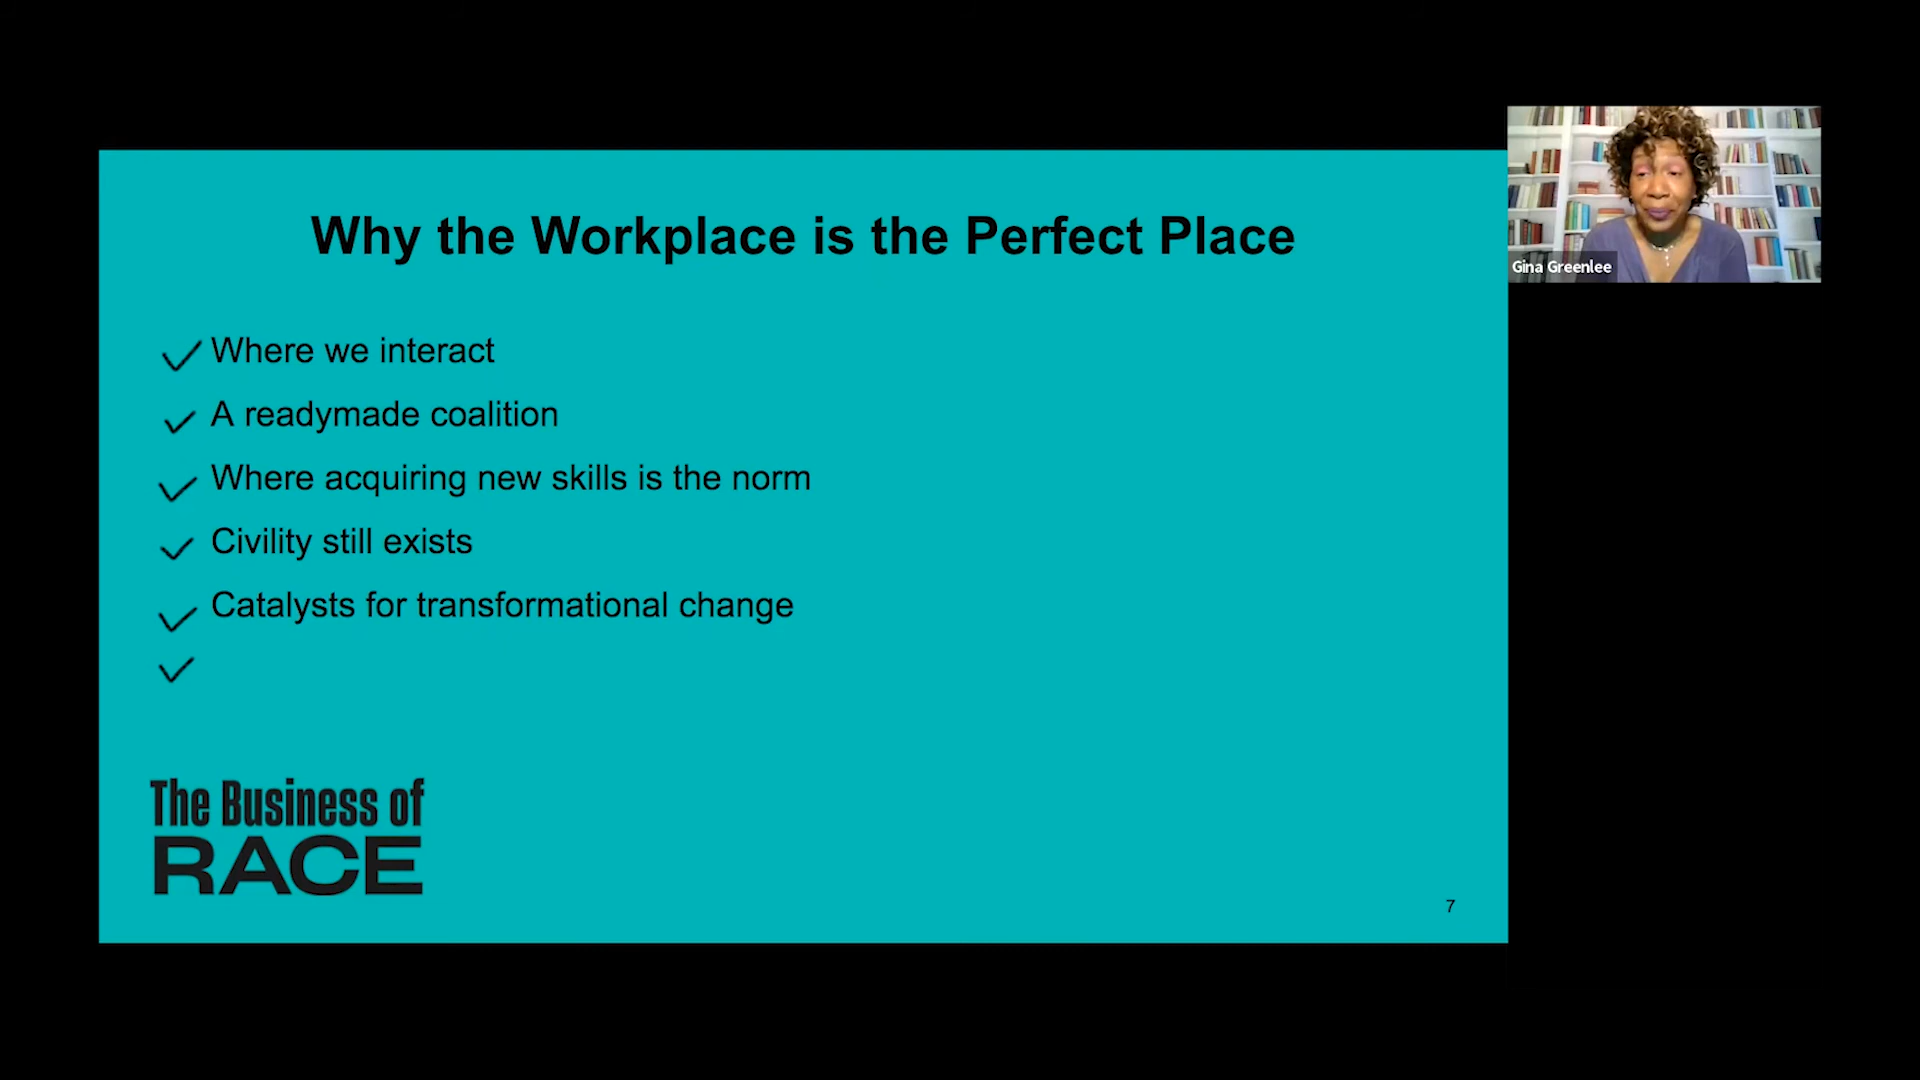 Why the Workplace is the Perfect Place
Where we interact
A readymade coalition
Where acquiring new skills is the norm
Civility still exists
Catalysts for transformational change
The Business of
RACE
7
Gina Greenlee